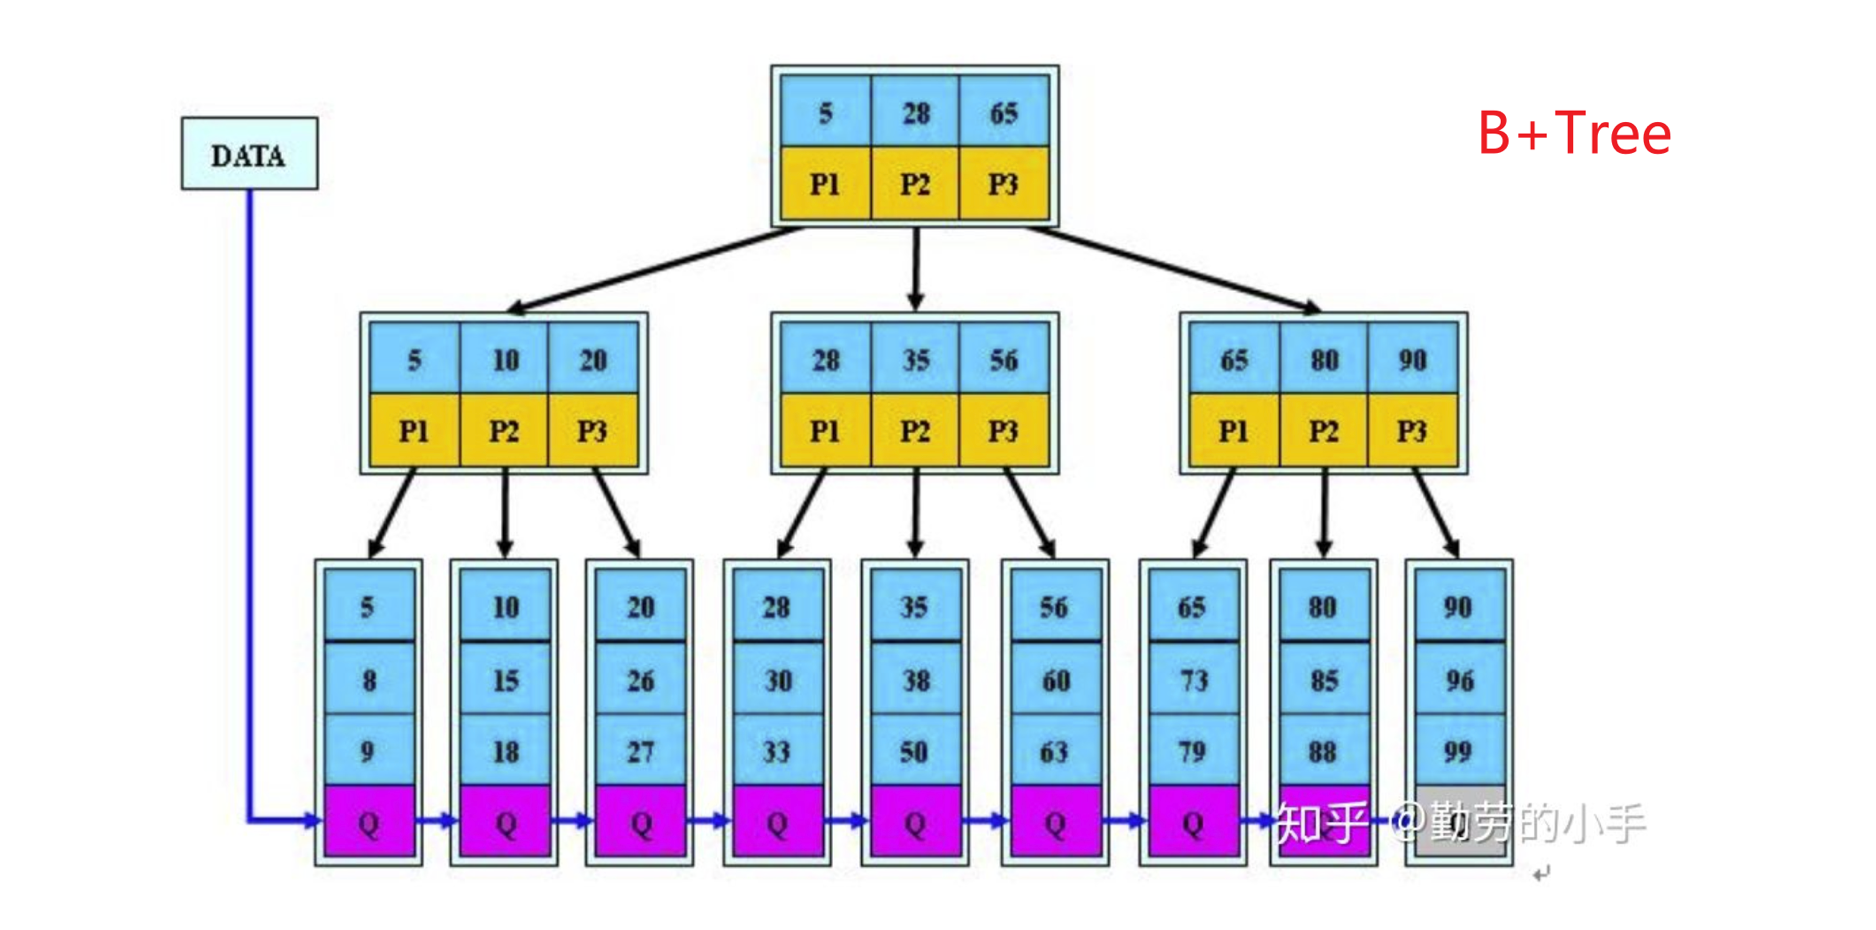 B+Tree
DATA
5 28 65
P1 P2 P3
5 10 20 28 35 56 65 80 90
P1 P2 P3 P1 P2 P3 P1 P2 P3
5 10 20 28 35 56 65 80 90
8 15 26 30 38 60 73 85 96
9 18 27 33 50 63 79 88 99
Q Q Q Q Q Q Q Q Q
知乎 @勤劳的小手